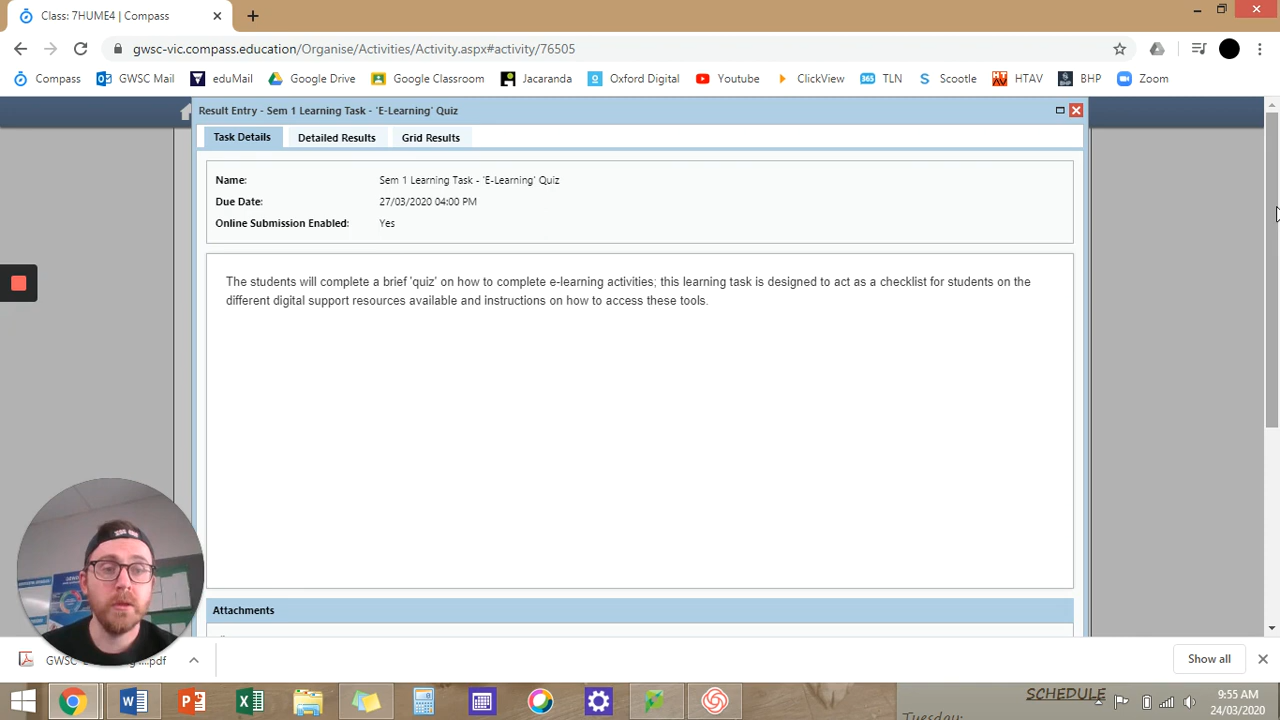 Class: 7HUME4 | Compass
gwsc-vic.compass.education/Organise/Activities/Activity.aspx#activity/76505
Compass GWSC Mail eduMail Google Drive Google Classroom Jacaranda Oxford Digital Youtube ClickView 365 TLN S Scootle HTAV BHP Zoom
Result Entry - Sem 1 Learning Task - 'E-Learning' Quiz
Task Details Detailed Results Grid Results
Name: Sem 1 Learning Task - 'E-Learning' Quiz
Due Date: 27/03/2020 04:00 PM
Online Submission Enabled: Yes
The students will complete a brief 'quiz' on how to complete e-learning activities; this learning task is designed to act as a checklist for students on the
different digital support resources available and instructions on how to access these tools.
Attachments
.pdf Show all
SCHEDULE
9:55 AM
Tuesday:
24/03/2020